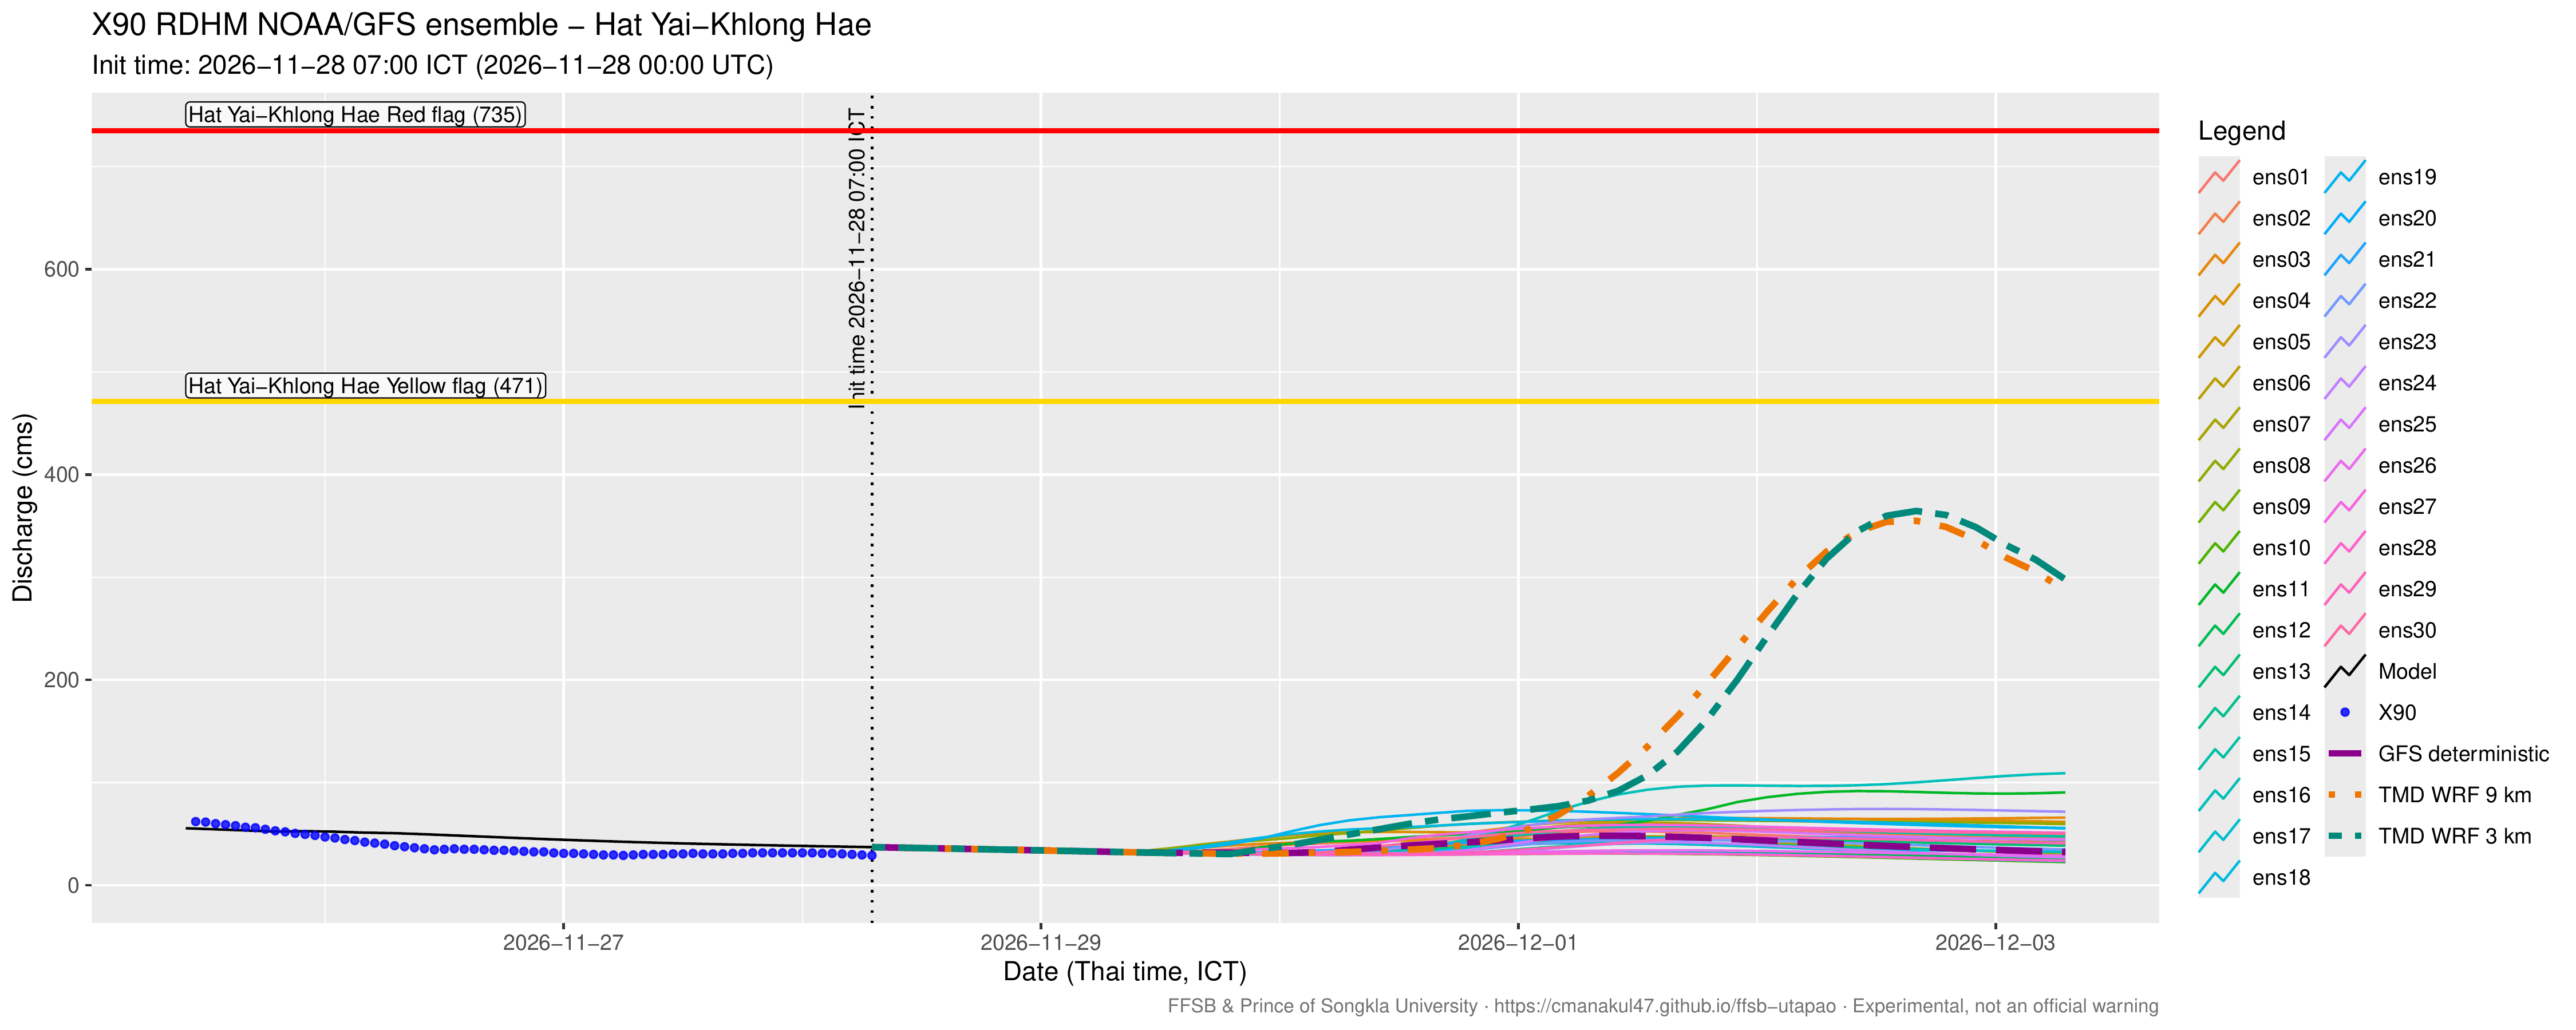 X90 RDHM NOAA/GFS ensemble – Hat Yai–Khlong Hae
Init time: 2026–11–28 07:00 ICT (2026–11–28 00:00 UTC)
Hat Yai–Khlong Hae Red flag (735)
Hat Yai–Khlong Hae Yellow flag (471)
Init time 2026–11–28 07:00 ICT
Discharge (cms)
600
400
200
0
2026–11–27
2026–11–29
2026–12–01
2026–12–03
Date (Thai time, ICT)
Legend
ens01
ens02
ens03
ens04
ens05
ens06
ens07
ens08
ens09
ens10
ens11
ens12
ens13
ens14
ens15
ens16
ens17
ens18
ens19
ens20
ens21
ens22
ens23
ens24
ens25
ens26
ens27
ens28
ens29
ens30
Model
X90
GFS deterministic
TMD WRF 9 km
TMD WRF 3 km
FFSB & Prince of Songkla University · https://cmanakul47.github.io/ffsb–utapao · Experimental, not an official warning